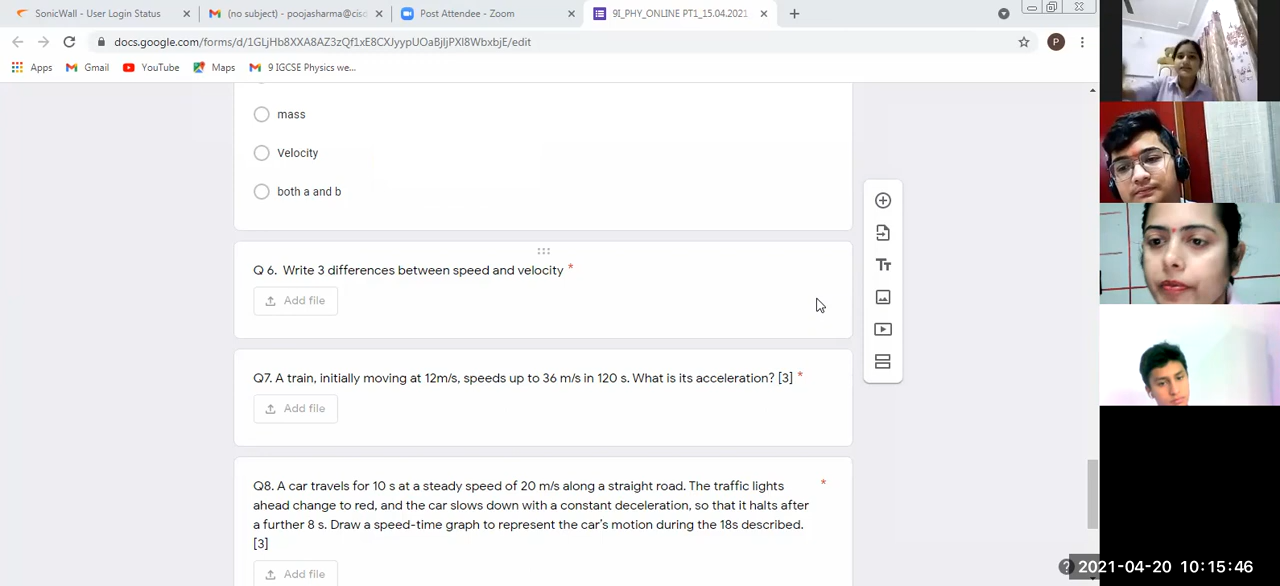 SonicWall - User Login Status
(no subject) - poojasharma@cisd
Post Attendee - Zoom
9I_PHY_ONLINE PT1_15.04.2021
docs.google.com/forms/d/1GLjHb8XXA8AZ3zQf1xE8CXJyypUOaBjljPXI8WbxbjE/edit
P
Apps
Gmail
YouTube
Maps
9 IGCSE Physics we...
mass
Velocity
both a and b
Q 6. Write 3 differences between speed and velocity *
Add file
Q7. A train, initially moving at 12m/s, speeds up to 36 m/s in 120 s. What is its acceleration? [3] *
Add file
Q8. A car travels for 10 s at a steady speed of 20 m/s along a straight road. The traffic lights *
ahead change to red, and the car slows down with a constant deceleration, so that it halts after
a further 8 s. Draw a speed-time graph to represent the car's motion during the 18s described.
[3]
Add file
Tт
2021-04-20 10:15:46